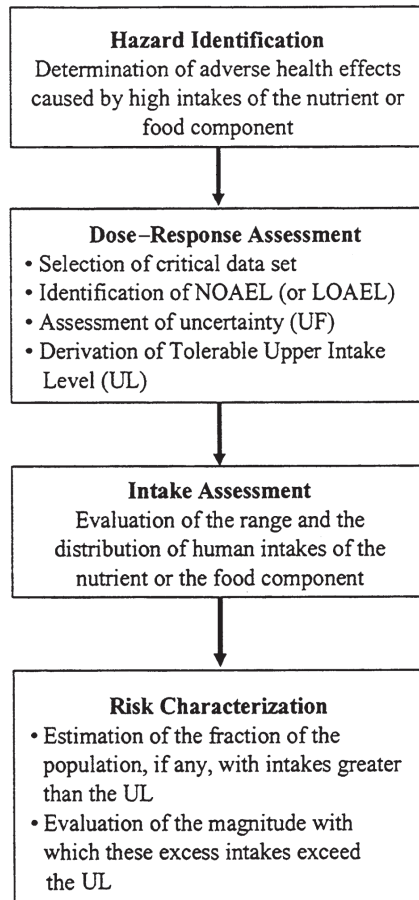 Hazard Identification
Determination of adverse health effects
caused by high intakes of the nutrient or
food component
Dose–Response Assessment
• Selection of critical data set
• Identification of NOAEL (or LOAEL)
• Assessment of uncertainty (UF)
• Derivation of Tolerable Upper Intake
Level (UL)
Intake Assessment
Evaluation of the range and the
distribution of human intakes of the
nutrient or the food component
Risk Characterization
• Estimation of the fraction of the
population, if any, with intakes greater
than the UL
• Evaluation of the magnitude with
which these excess intakes exceed
the UL